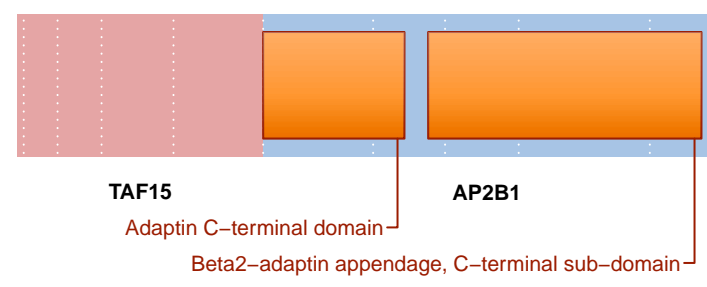 TAF15 AP2B1
Adaptin C−terminal domain
Beta2−adaptin appendage, C−terminal sub−domain